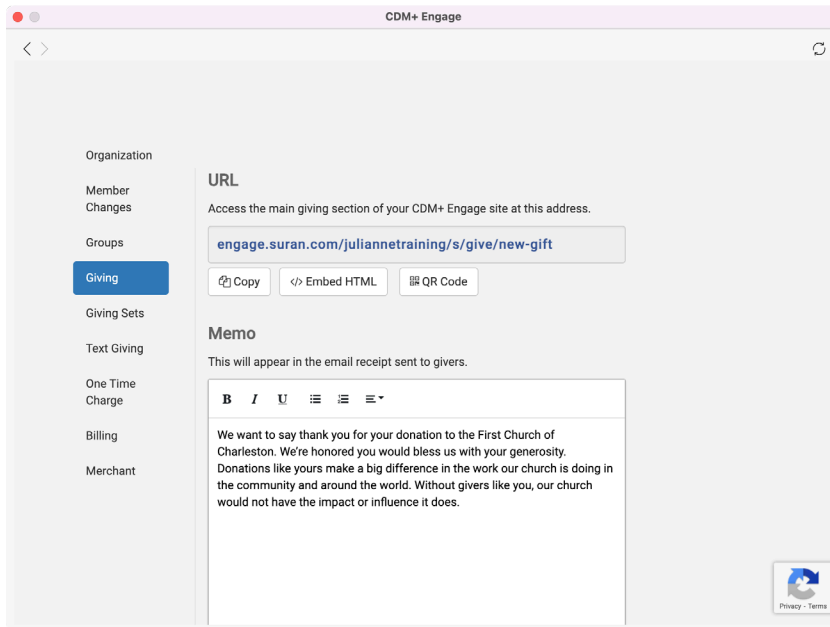 CDM+ Engage
Organization
Member
Changes
Groups
Giving
Giving Sets
Text Giving
One Time
Charge
Billing
Merchant
URL
Access the main giving section of your CDM+ Engage site at this address.
engage.suran.com/juliannetraining/s/give/new-gift
Copy
</> Embed HTML
QR Code
Memo
This will appear in the email receipt sent to givers.
B I U
We want to say thank you for your donation to the First Church of
Charleston. We're honored you would bless us with your generosity.
Donations like yours make a big difference in the work our church is doing in
the community and around the world. Without givers like you, our church
would not have the impact or influence it does.
Privacy - Terms